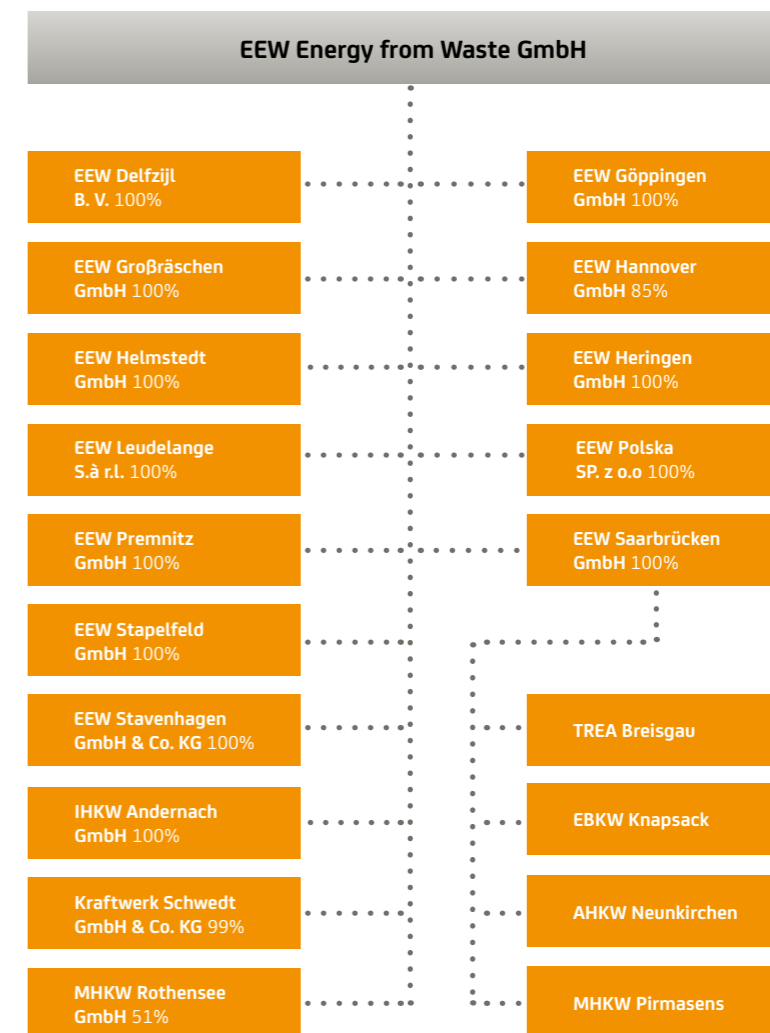 EEW Energy from Waste GmbH
EEW Delfzijl
B. V. 100%
EEW Göppingen
GmbH 100%
EEW Großräschen
GmbH 100%
EEW Hannover
GmbH 85%
EEW Helmstedt
GmbH 100%
EEW Heringen
GmbH 100%
EEW Leudelange
S.à r.l. 100%
EEW Polska
SP. z o.o 100%
EEW Premnitz
GmbH 100%
EEW Saarbrücken
GmbH 100%
EEW Stapelfeld
GmbH 100%
EEW Stavenhagen
GmbH & Co. KG 100%
TREA Breisgau
IHKW Andernach
GmbH 100%
EBKW Knapsack
Kraftwerk Schwedt
GmbH & Co. KG 99%
AHKW Neunkirchen
MHKW Rothensee
GmbH 51%
MHKW Pirmasens